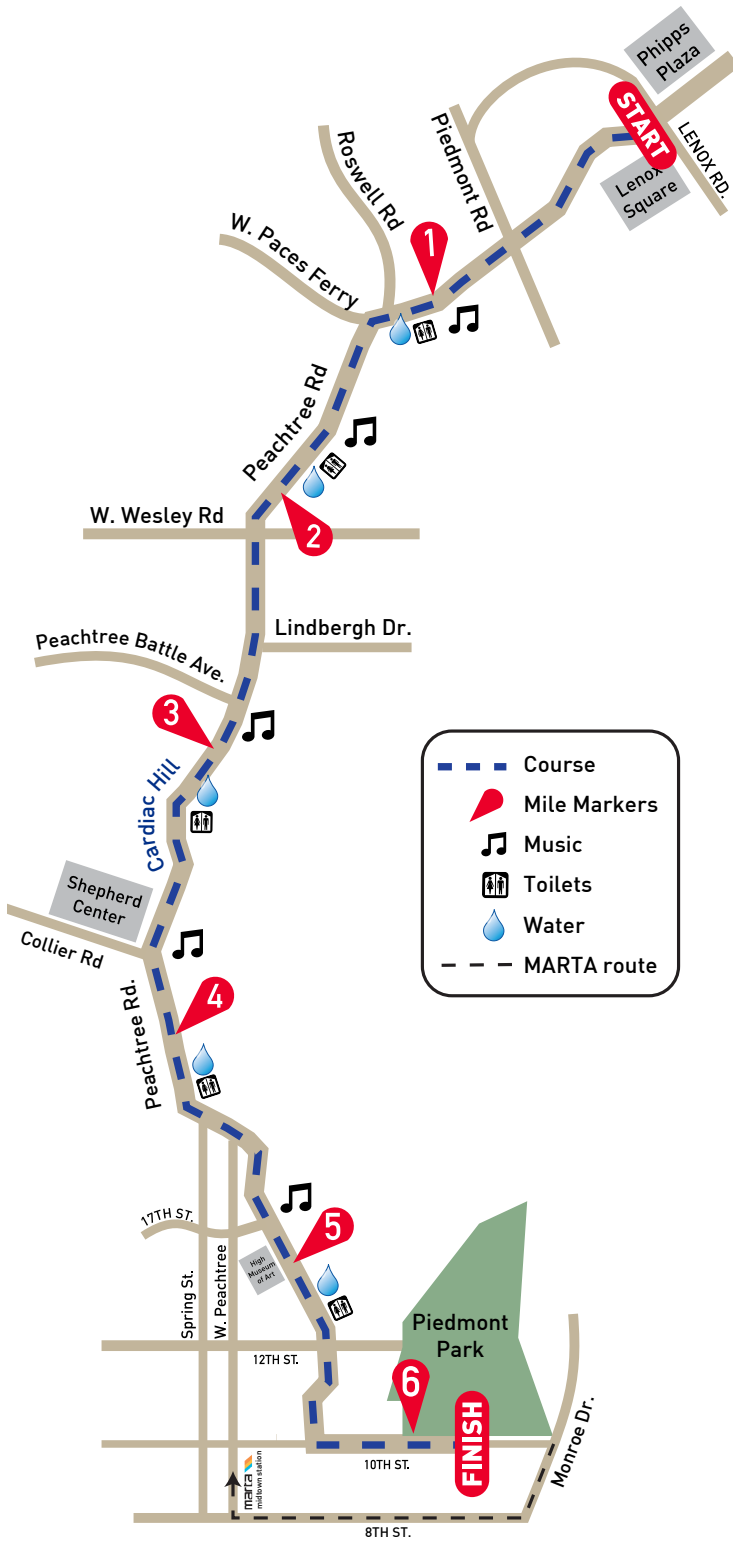 Phipps
Plaza
START
LENOX RD.
Lenox
Square
Piedmont Rd
Roswell Rd
W. Paces Ferry
1
Peachtree Rd
2
W. Wesley Rd
Lindbergh Dr.
Peachtree Battle Ave.
3
Cardiac Hill
Course
Mile Markers
Music
Toilets
Water
MARTA route
Shepherd
Center
Collier Rd
4
Peachtree Rd.
17TH ST.
5
High
Museum
of Art
Spring St.
W. Peachtree
Piedmont
Park
12TH ST.
6
FINISH
10TH ST.
Monroe Dr.
marta
midtown station
8TH ST.